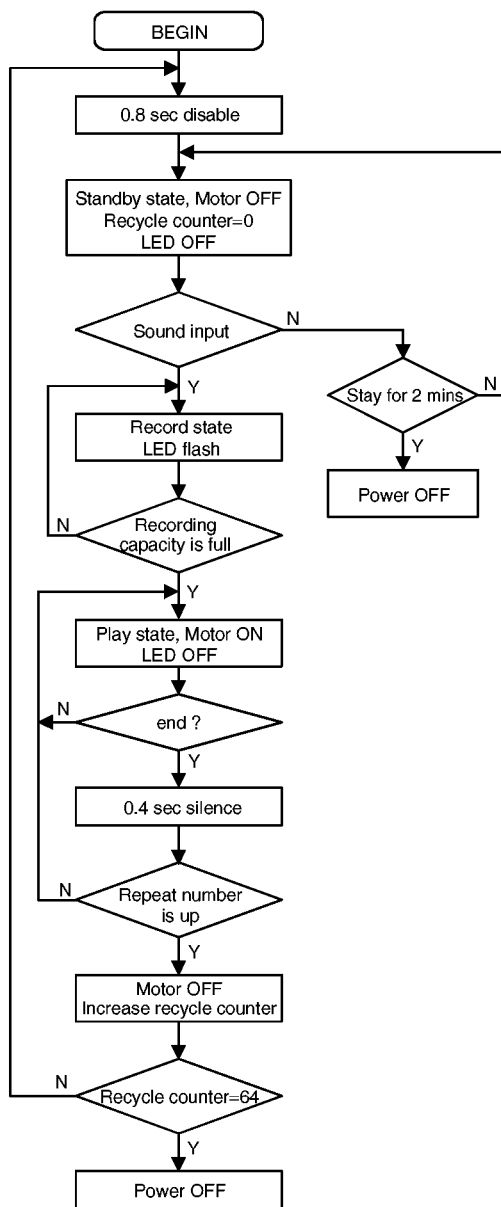 BEGIN
0.8 sec disable
Standby state, Motor OFF
Recycle counter=0
LED OFF
Sound input
N
Y
Stay for 2 mins
N
Y
Power OFF
Record state
LED flash
N
Recording
capacity is full
Y
Play state, Motor ON
LED OFF
N
end ?
Y
0.4 sec silence
N
Repeat number
is up
Y
Motor OFF
Increase recycle counter
N
Recycle counter=64
Y
Power OFF